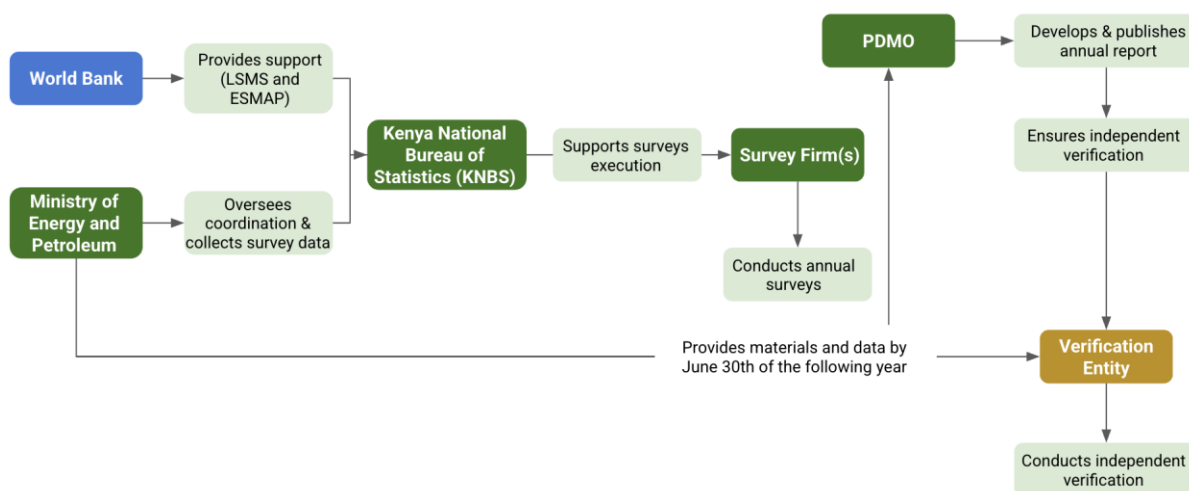 World Bank
Provides support
(LSMS and
ESMAP)
Ministry of
Energy and
Petroleum
Oversees
coordination &
collects survey data
Kenya National
Bureau of
Statistics (KNBS)
Supports surveys
execution
Survey Firm(s)
Conducts annual
surveys
PDMO
Develops & publishes
annual report
Ensures independent
verification
Provides materials and data by
June 30th of the following year
Verification
Entity
Conducts independent
verification